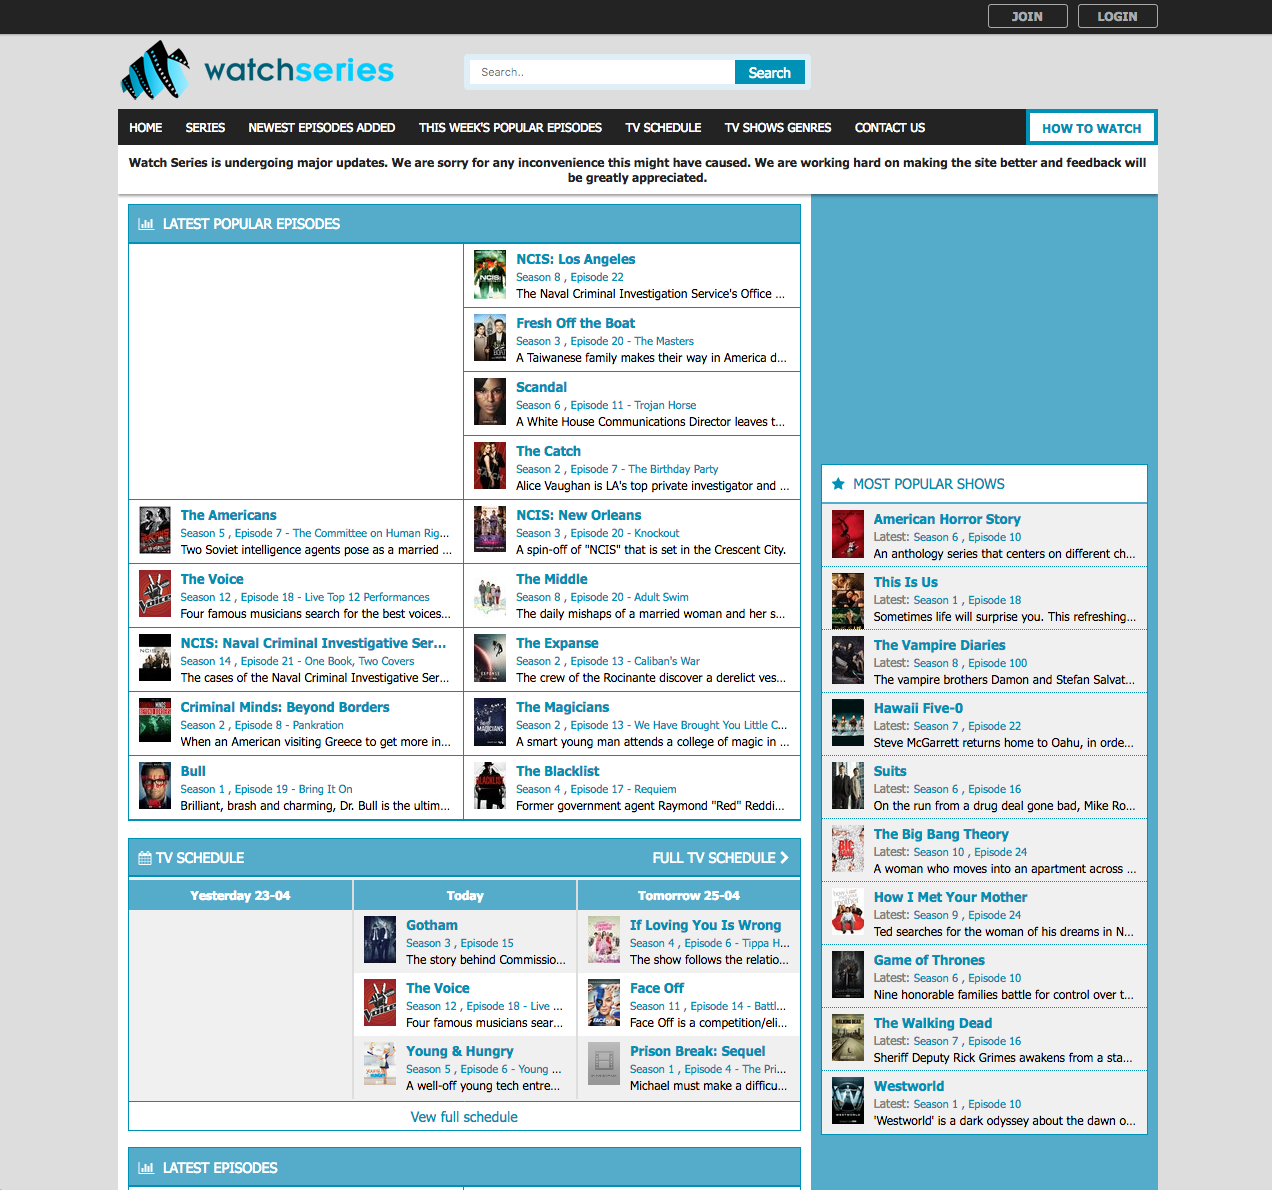 JOIN
LOGIN
watchseries
Search..
Search
HOME
SERIES
NEWEST EPISODES ADDED
THIS WEEK'S POPULAR EPISODES
TV SCHEDULE
TV SHOWS GENRES
CONTACT US
HOW TO WATCH
Watch Series is undergoing major updates. We are sorry for any inconvenience this might have caused. We are working hard on making the site better and feedback will
be greatly appreciated.
LATEST POPULAR EPISODES
The Americans
Season 5 , Episode 7 - The Committee on Human Rig...
Two Soviet intelligence agents pose as a married ...
The Voice
Season 12 , Episode 18 - Live Top 12 Performances
Four famous musicians search for the best voices...
NCIS: Naval Criminal Investigative Ser...
Season 14 , Episode 21 - One Book, Two Covers
The cases of the Naval Criminal Investigative Ser...
Criminal Minds: Beyond Borders
Season 2 , Episode 8 - Pankration
When an American visiting Greece to get more in...
Bull
Season 1 , Episode 19 - Bring It On
Brilliant, brash and charming, Dr. Bull is the ultim...
NCIS: Los Angeles
Season 8 , Episode 22
The Naval Criminal Investigation Service's Office ...
Fresh Off the Boat
Season 3 , Episode 20 - The Masters
A Taiwanese family makes their way in America d...
Scandal
Season 6 , Episode 11 - Trojan Horse
A White House Communications Director leaves t...
The Catch
Season 2 , Episode 7 - The Birthday Party
Alice Vaughan is LA's top private investigator and ...
NCIS: New Orleans
Season 3 , Episode 20 - Knockout
A spin-off of "NCIS" that is set in the Crescent City.
The Middle
Season 8 , Episode 20 - Adult Swim
The daily mishaps of a married woman and her s...
The Expanse
Season 2 , Episode 13 - Caliban's War
The crew of the Rocinante discover a derelict ves...
The Magicians
Season 2 , Episode 13 - We Have Brought You Little C...
A smart young man attends a college of magic in ...
The Blacklist
Season 4 , Episode 17 - Requiem
Former government agent Raymond "Red" Reddi...
TV SCHEDULE
FULL TV SCHEDULE
Yesterday 23-04
Today
Gotham
Season 3 , Episode 15
The story behind Commissio...
The Voice
Season 12 , Episode 18 - Live ...
Four famous musicians sear...
Young & Hungry
Season 5 , Episode 6 - Young ...
A well-off young tech entre...
Tomorrow 25-04
If Loving You Is Wrong
Season 4 , Episode 6 - Tippa H...
The show follows the relatio...
Face Off
Season 11 , Episode 14 - Battl...
Face Off is a competition/eli...
Prison Break: Sequel
Season 1 , Episode 4 - The Pri...
Michael must make a difficu...
Vew full schedule
LATEST EPISODES
MOST POPULAR SHOWS
American Horror Story
Latest: Season 6 , Episode 10
An anthology series that centers on different ch...
This Is Us
Latest: Season 1 , Episode 18
Sometimes life will surprise you. This refreshing...
The Vampire Diaries
Latest: Season 8 , Episode 100
The vampire brothers Damon and Stefan Salvat...
Hawaii Five-0
Latest: Season 7 , Episode 22
Steve McGarrett returns home to Oahu, in orde...
Suits
Latest: Season 6 , Episode 16
On the run from a drug deal gone bad, Mike Ro...
The Big Bang Theory
Latest: Season 10 , Episode 24
A woman who moves into an apartment across ...
How I Met Your Mother
Latest: Season 9 , Episode 24
Ted searches for the woman of his dreams in N...
Game of Thrones
Latest: Season 6 , Episode 10
Nine honorable families battle for control over t...
The Walking Dead
Latest: Season 7 , Episode 16
Sheriff Deputy Rick Grimes awakens from a sta...
Westworld
Latest: Season 1 , Episode 10
'Westworld' is a dark odyssey about the dawn o...